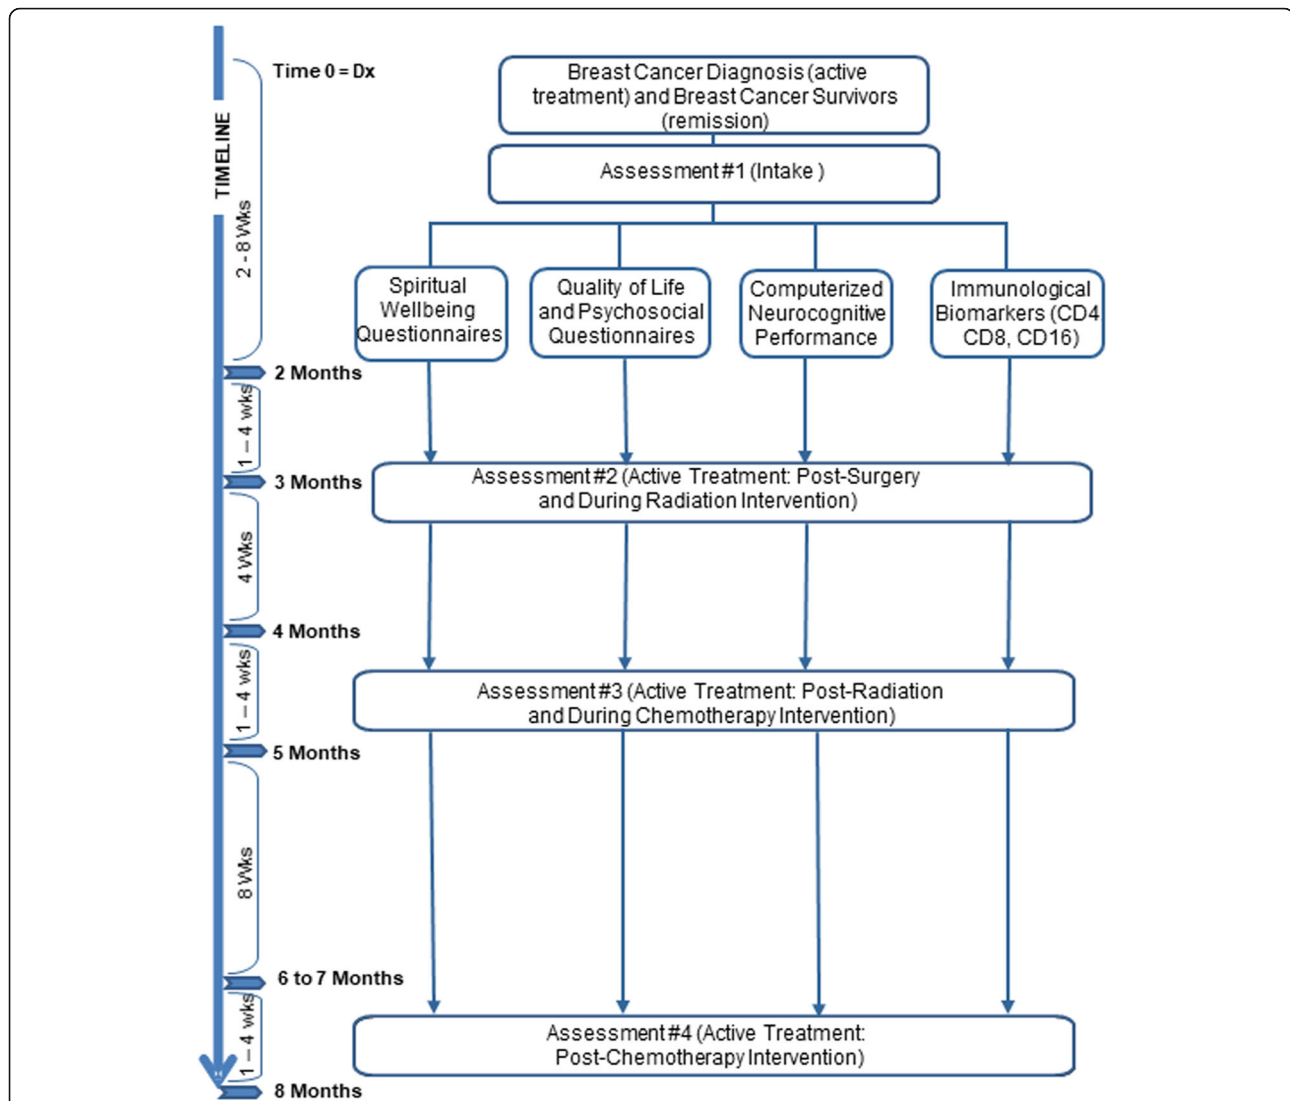 Time 0 = Dx
TIMELINE
2 - 8 Wks
Breast Cancer Diagnosis (active
treatment) and Breast Cancer Survivors
(remission)
Assessment #1 (Intake )
Spiritual
Wellbeing
Questionnaires
Quality of Life
and Psychosocial
Questionnaires
Computerized
Neurocognitive
Performance
Immunological
Biomarkers (CD4
CD8, CD16)
2 Months
1 – 4 wks
3 Months
Assessment #2 (Active Treatment: Post-Surgery
and During Radiation Intervention)
4 Wks
4 Months
1 – 4 wks
Assessment #3 (Active Treatment: Post-Radiation
and During Chemotherapy Intervention)
5 Months
8 Wks
6 to 7 Months
1 – 4 wks
Assessment #4 (Active Treatment:
Post-Chemotherapy Intervention)
8 Months